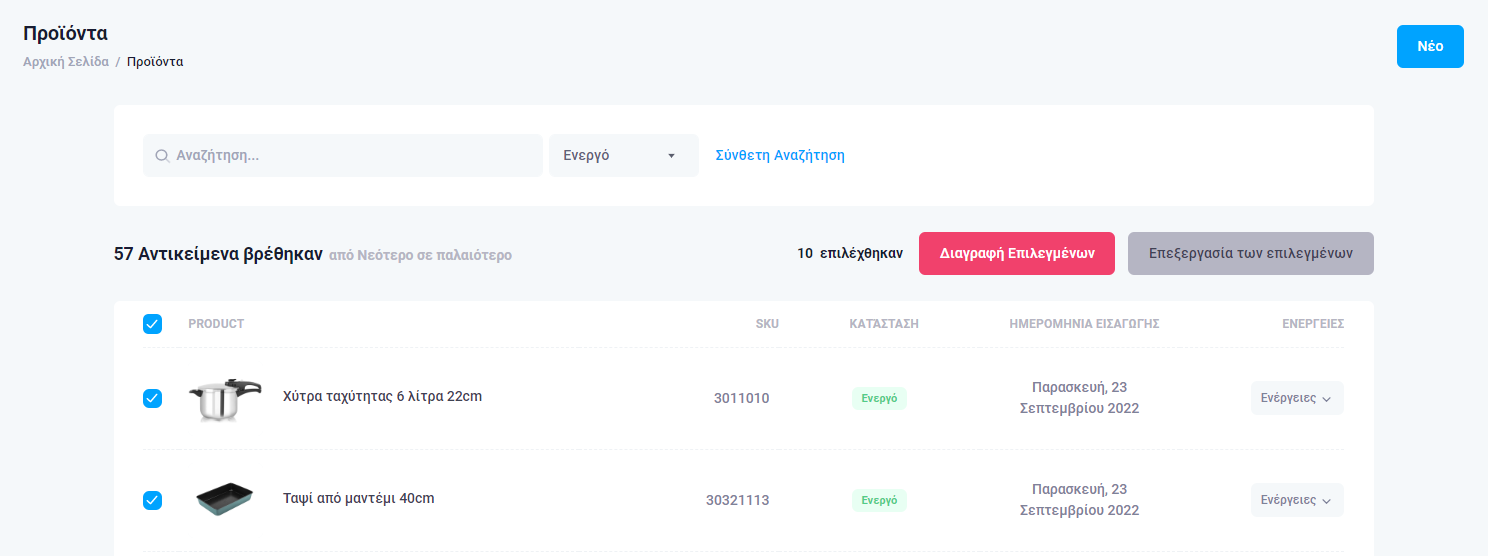 Προϊόντα
Νέο
Αρχική Σελίδα / Προϊόντα
Αναζήτηση... Ενεργό Σύνθετη Αναζήτηση
57 Αντικείμενα βρέθηκαν από Νεότερο σε παλαιότερο 10 επιλέχθηκαν Διαγραφή Επιλεγμένων Επεξεργασία των επιλεγμένων
PRODUCT SKU ΚΑΤΑΣΤΑΣΗ ΗΜΕΡΟΜΗΝΙΑ ΕΙΣΑΓΩΓΗΣ ΕΝΕΡΓΕΙΕΣ
Χύτρα ταχύτητας 6 λίτρα 22cm 3011010 Ενεργό Παρασκευή, 23 Ενέργειες
Σεπτεμβρίου 2022
Ταψί από μαντέμι 40cm 30321113 Ενεργό Παρασκευή, 23 Ενέργειες
Σεπτεμβρίου 2022